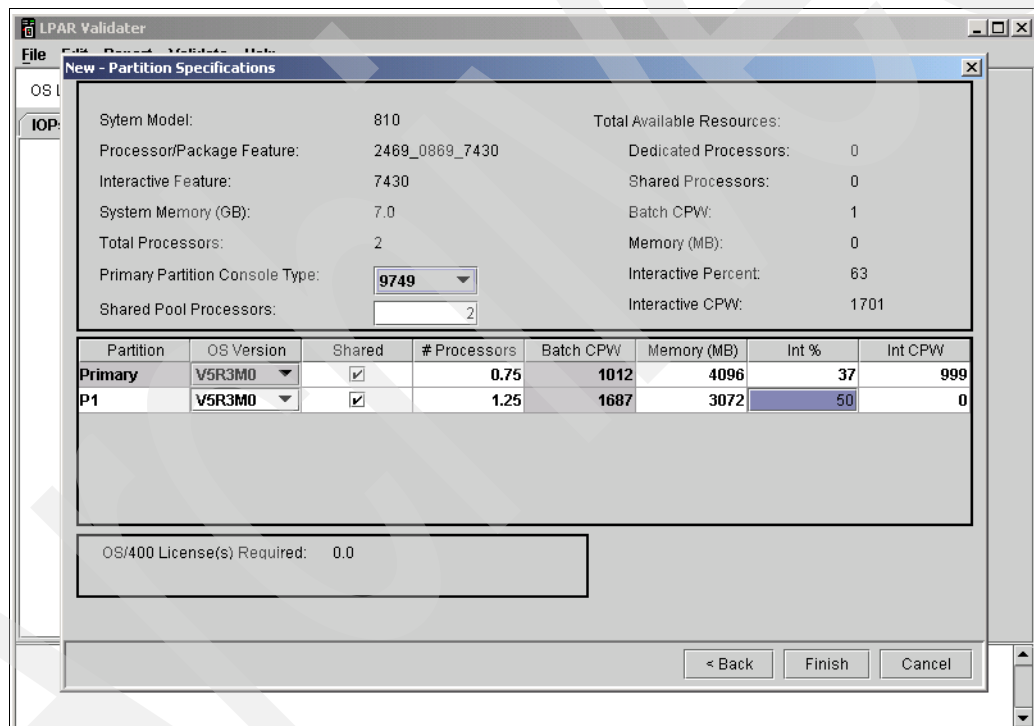 LPAR Validater
File Edit Report Validate Help
New - Partition Specifications
OS L
IOP
Sytem Model: 810 Total Available Resources:
Processor/Package Feature: 2469_0869_7430 Dedicated Processors: 0
Interactive Feature: 7430 Shared Processors: 0
System Memory (GB): 7.0 Batch CPW: 1
Total Processors: 2 Memory (MB): 0
Primary Partition Console Type: 9749 Interactive Percent: 63
Shared Pool Processors: 2 Interactive CPW: 1701
Partition OS Version Shared # Processors Batch CPW Memory (MB) Int % Int CPW
Primary V5R3M0 0.75 1012 4096 37 999
P1 V5R3M0 1.25 1687 3072 50 0
OS/400 License(s) Required: 0.0
< Back Finish Cancel